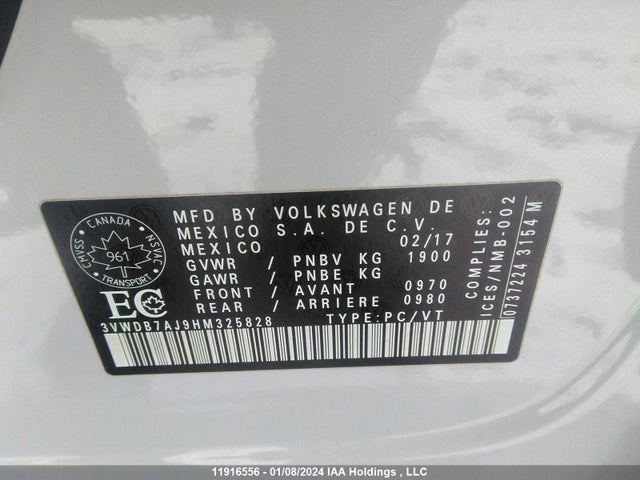 CANADA
CMVSS
961
NSVAC
TRANSPORT
EC
MFD BY VOLKSWAGEN DE
MEXICO S.A. DE C.V.
MEXICO 02/17
GVWR / PNBV KG 1900
GAWR / PNBE KG
FRONT / AVANT 0970
REAR / ARRIERE 0980
3VWDB7AJ9HM325828 TYPE:PC/VT
COMPLIES:
ICES/NMB-002
0737224 3154 M
11916556 - 01/08/2024 IAA Holdings , LLC